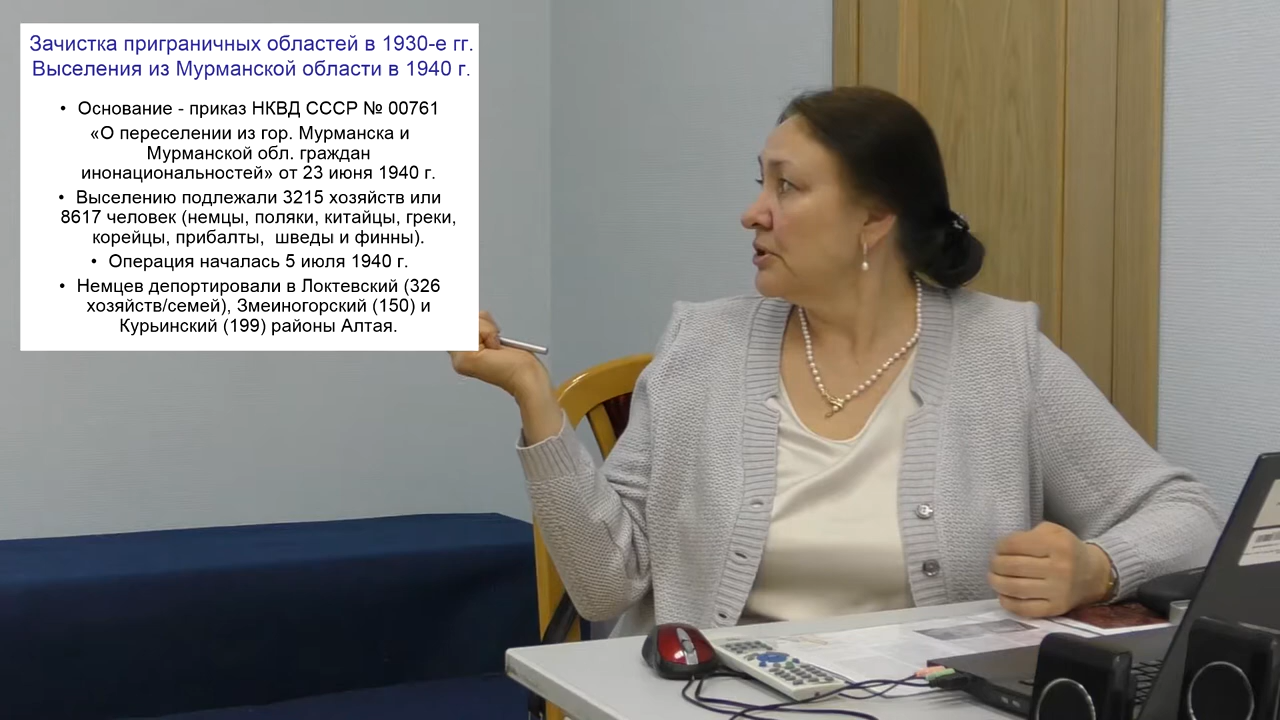 Зачистка приграничных областей в 1930-е гг.
Выселения из Мурманской области в 1940 г.
• Основание - приказ НКВД СССР № 00761
«О переселении из гор. Мурманска и
Мурманской обл. граждан
инонациональностей» от 23 июня 1940 г.
• Выселению подлежали 3215 хозяйств или
8617 человек (немцы, поляки, китайцы, греки,
корейцы, прибалты, шведы и финны).
• Операция началась 5 июля 1940 г.
• Немцев депортировали в Локтевский (326
хозяйств/семей), Змеиногорский (150) и
Курьинский (199) районы Алтая.